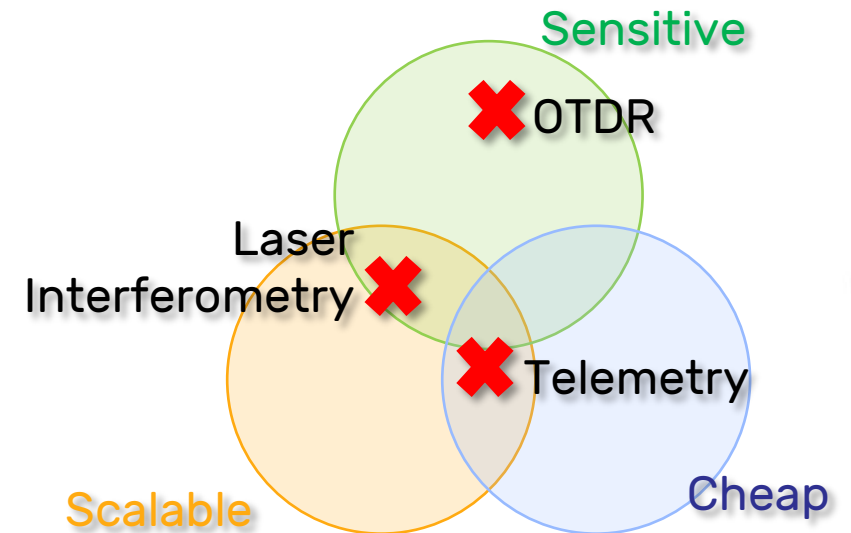 Sensitive
OTDR
Laser
Interferometry
Telemetry
Scalable
Cheap